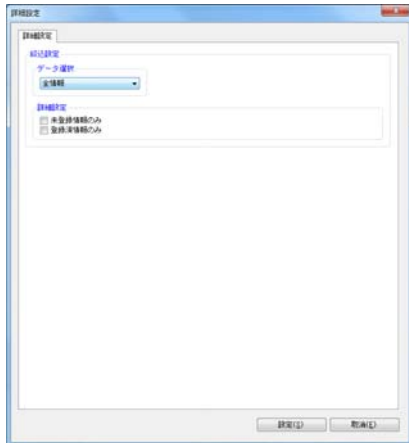 詳細設定
詳細設定
絞込設定
データ選択
全情報
詳細設定
未登録情報のみ
登録済情報のみ
設定(S) 取消(E)